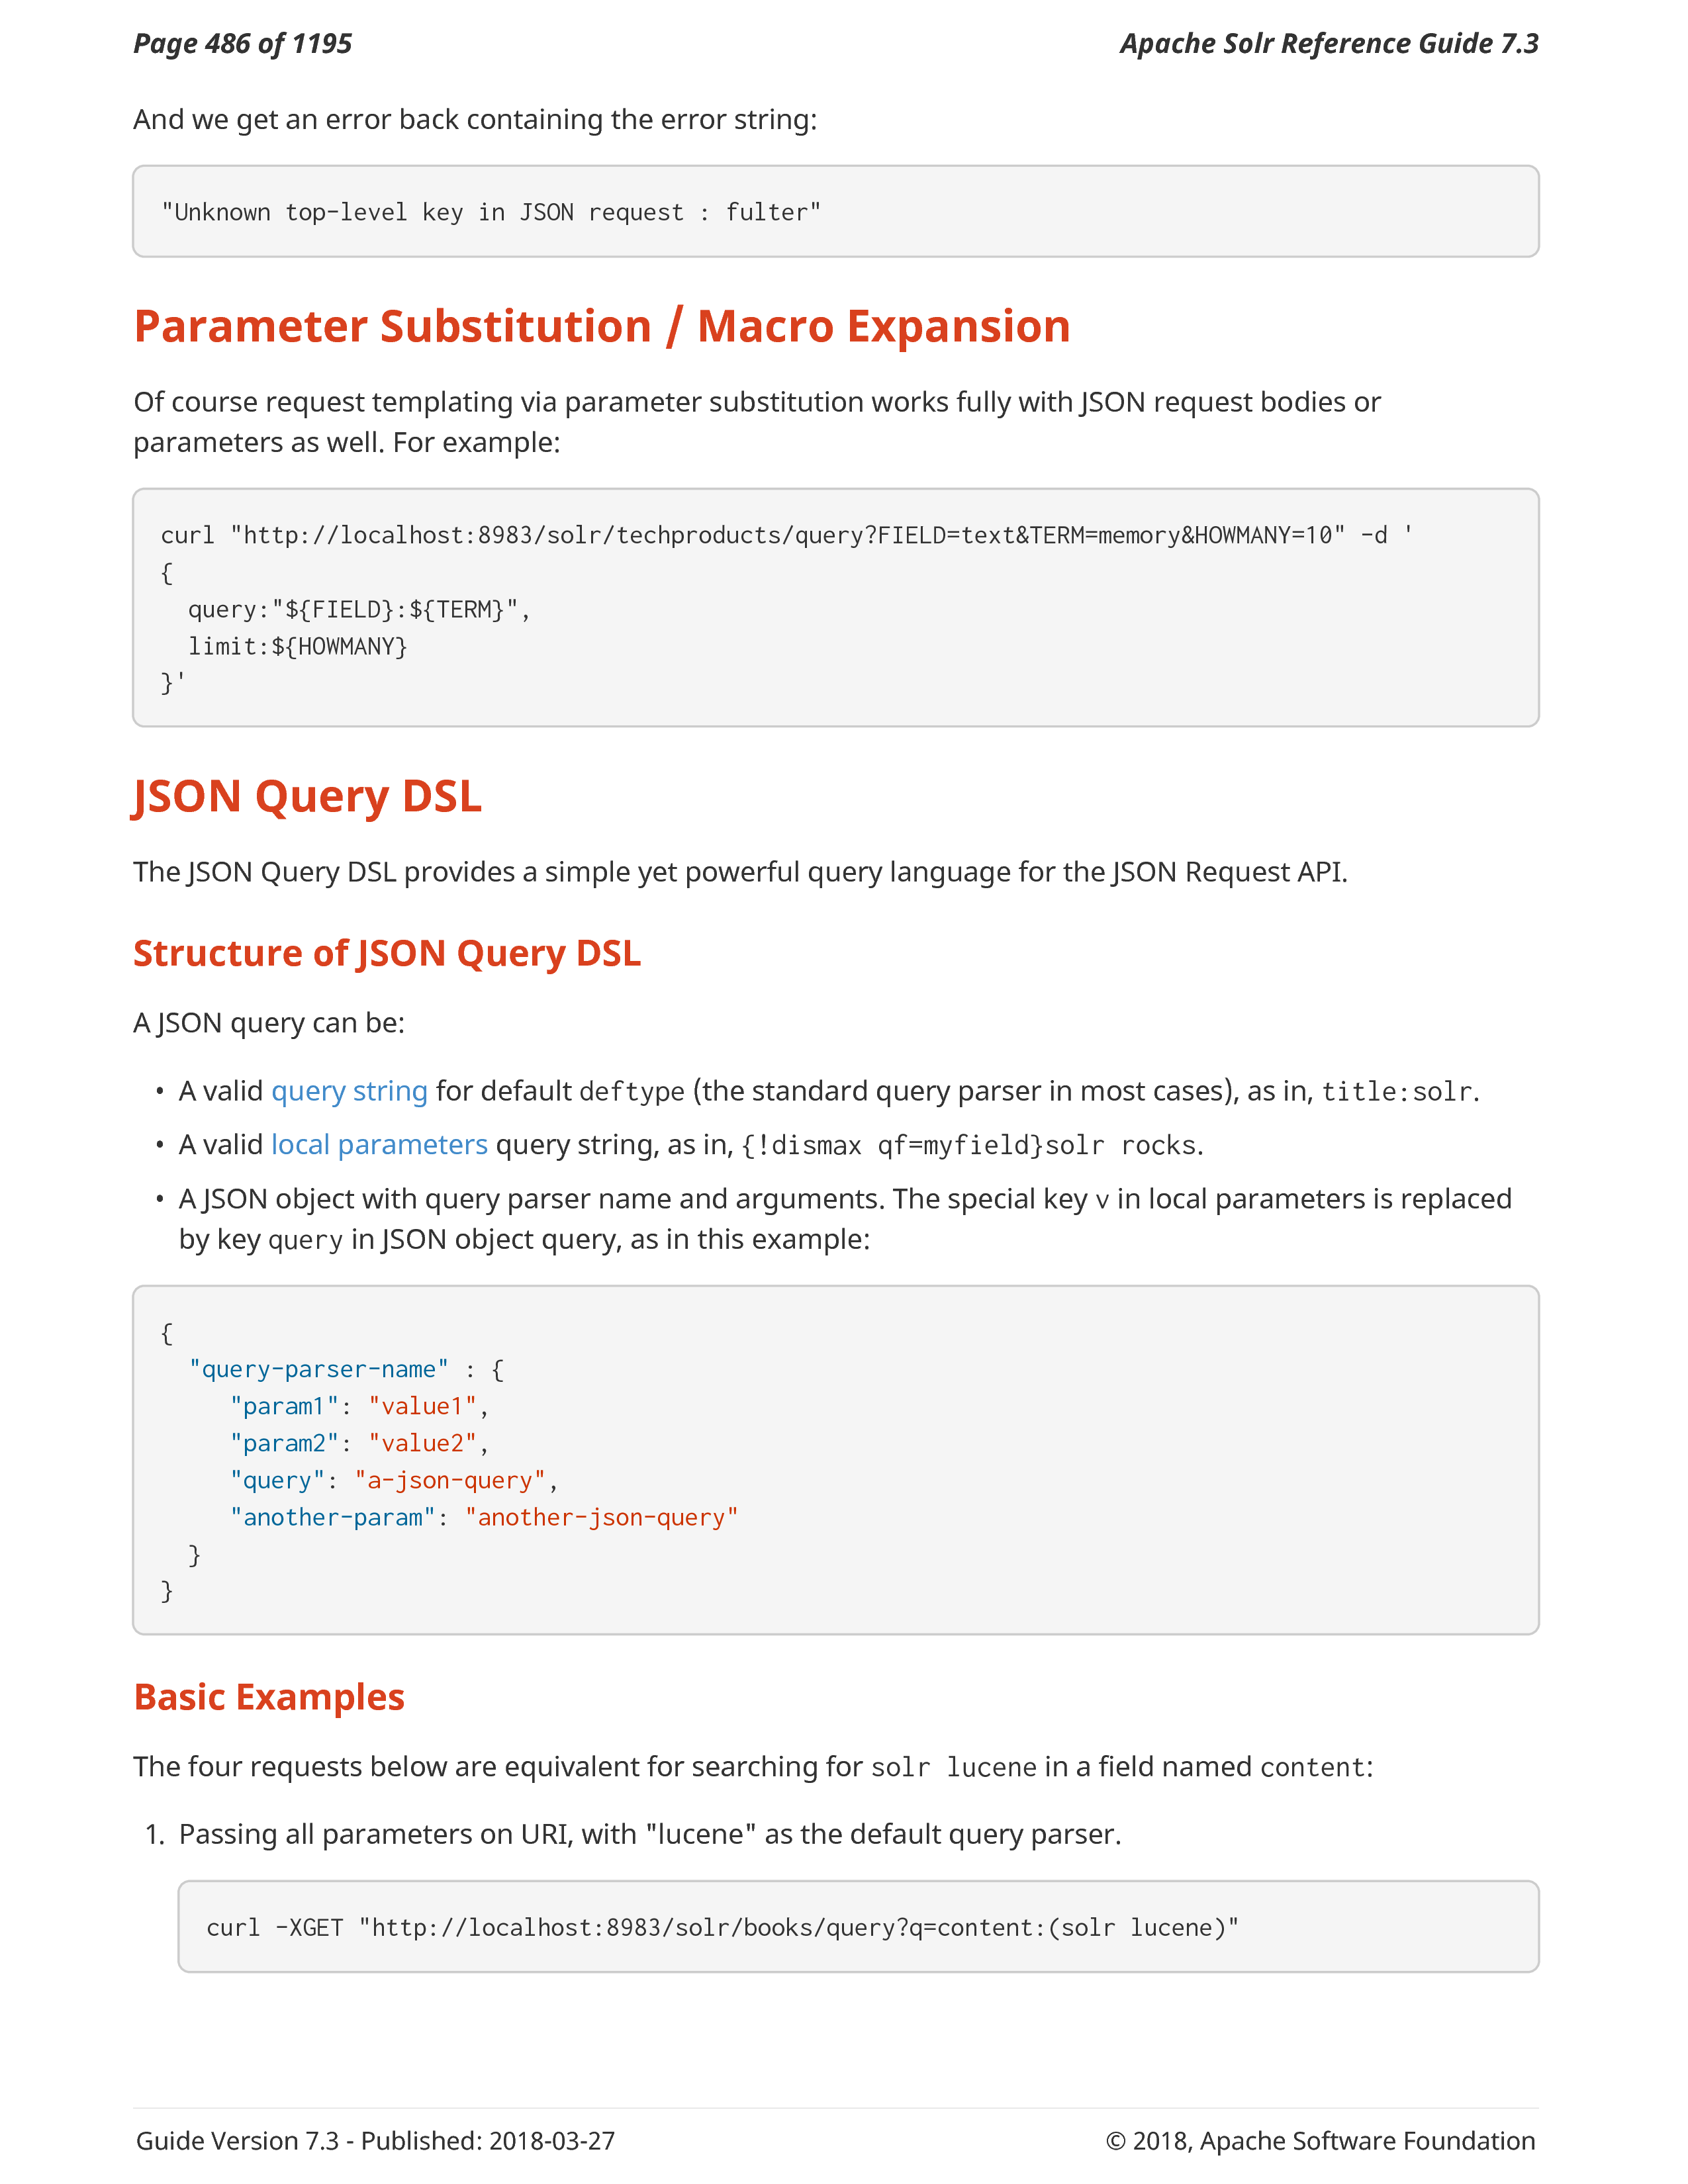 Page 486 of 1195
Apache Solr Reference Guide 7.3
And we get an error back containing the error string:
"Unknown top-level key in JSON request : fulter"
Parameter Substitution / Macro Expansion
Of course request templating via parameter substitution works fully with JSON request bodies or
parameters as well. For example:
curl "http://localhost:8983/solr/techproducts/query?FIELD=text&TERM=memory&HOWMANY=10" -d '
{
  query:"${FIELD}:${TERM}",
  limit:${HOWMANY}
}'
JSON Query DSL
The JSON Query DSL provides a simple yet powerful query language for the JSON Request API.
Structure of JSON Query DSL
A JSON query can be:
• A valid query string for default deftype (the standard query parser in most cases), as in, title:solr.
• A valid local parameters query string, as in, {!dismax qf=myfield}solr rocks.
• A JSON object with query parser name and arguments. The special key v in local parameters is replaced
by key query in JSON object query, as in this example:
{
  "query-parser-name" : {
     "param1": "value1",
     "param2": "value2",
     "query": "a-json-query",
     "another-param": "another-json-query"
  }
}
Basic Examples
The four requests below are equivalent for searching for solr lucene in a field named content:
1. Passing all parameters on URI, with "lucene" as the default query parser.
curl -XGET "http://localhost:8983/solr/books/query?q=content:(solr lucene)"
Guide Version 7.3 - Published: 2018-03-27
© 2018, Apache Software Foundation